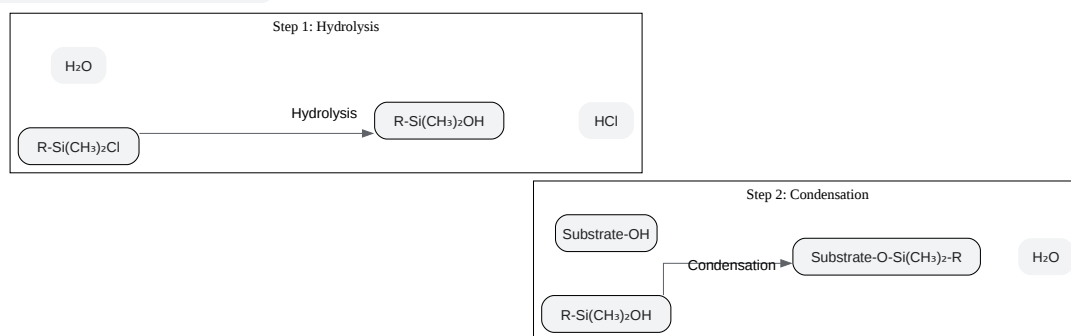 Step 1: Hydrolysis
H₂O
Hydrolysis
R-Si(CH₃)₂OH
HCl
R-Si(CH₃)₂Cl
Step 2: Condensation
Substrate-OH
Condensation
Substrate-O-Si(CH₃)₂-R
H₂O
R-Si(CH₃)₂OH